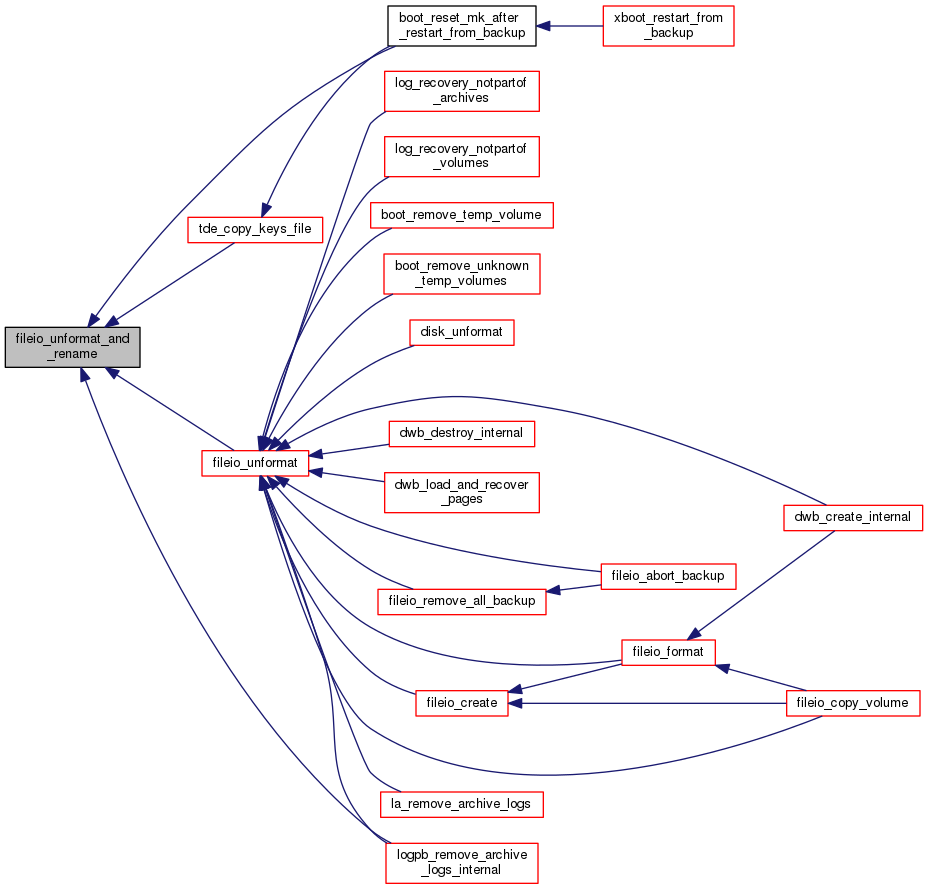 boot_reset_mk_after
_restart_from_backup
xboot_restart_from
_backup
log_recovery_notpartof
_archives
log_recovery_notpartof
_volumes
boot_remove_temp_volume
tde_copy_keys_file
boot_remove_unknown
_temp_volumes
disk_unformat
fileio_unformat_and
_rename
dwb_destroy_internal
fileio_unformat
dwb_load_and_recover
_pages
dwb_create_internal
fileio_abort_backup
fileio_remove_all_backup
fileio_format
fileio_create
fileio_copy_volume
la_remove_archive_logs
logpb_remove_archive
_logs_internal